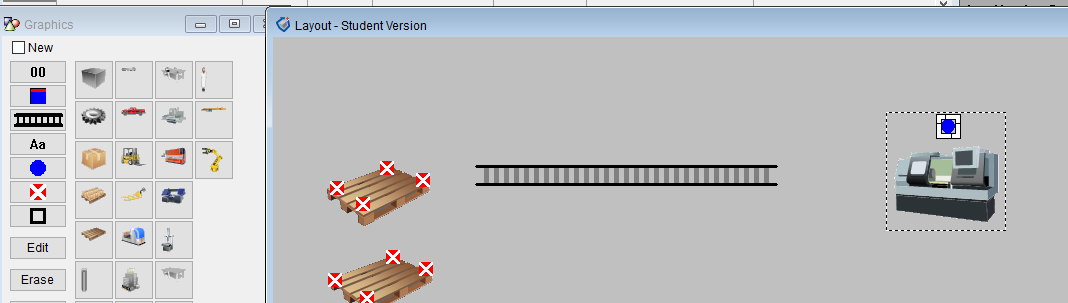 Graphics
Layout - Student Version
New
00
Aa
Edit
Erase